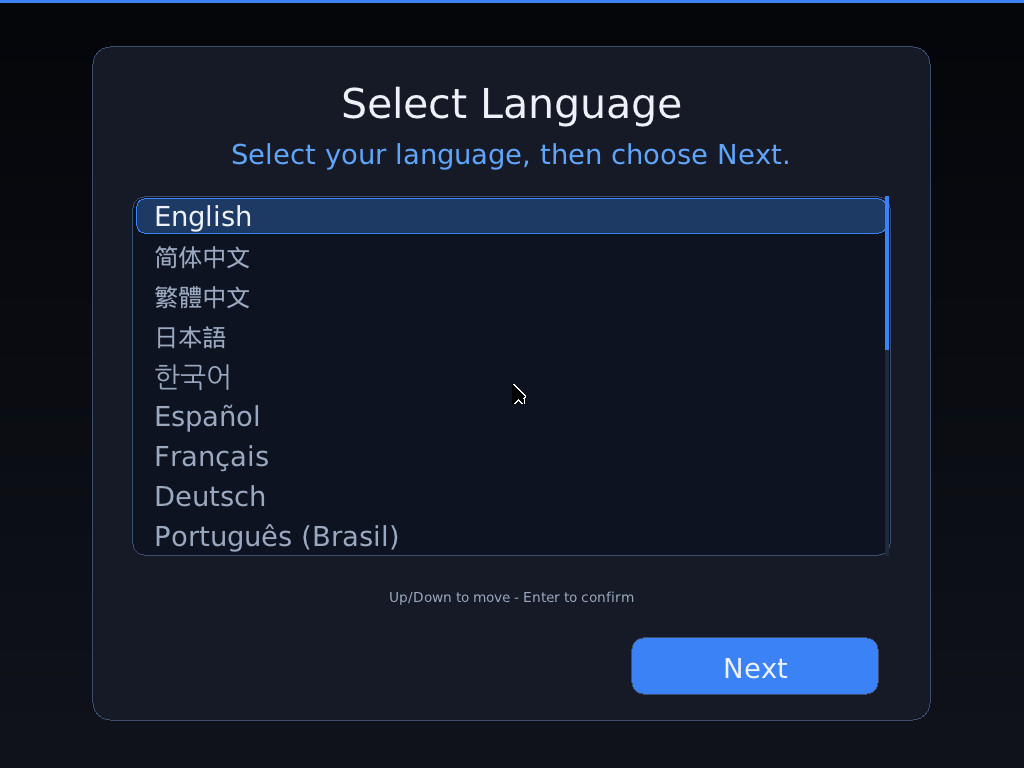 Select Language
Select your language, then choose Next.
English
简体中文
繁體中文
日本語
한국어
Español
Français
Deutsch
Português (Brasil)
Up/Down to move - Enter to confirm
Next